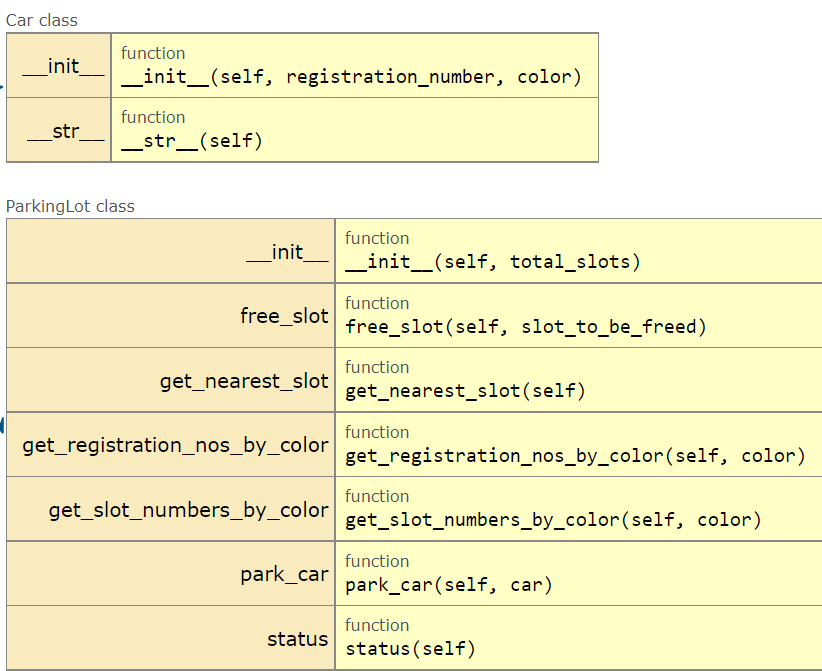 Car class
__init__
function
__init__(self, registration_number, color)
__str__
function
__str__(self)
ParkingLot class
__init__
function
__init__(self, total_slots)
free_slot
function
free_slot(self, slot_to_be_freed)
get_nearest_slot
function
get_nearest_slot(self)
get_registration_nos_by_color
function
get_registration_nos_by_color(self, color)
get_slot_numbers_by_color
function
get_slot_numbers_by_color(self, color)
park_car
function
park_car(self, car)
status
function
status(self)